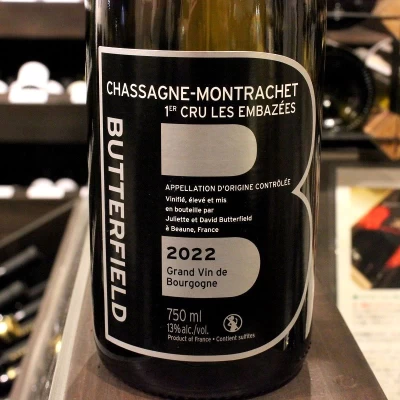 CHASSAGNE-MONTRACHET
1ER CRU LES EMBAZÉES
BUTTERFIELD
APPELLATION D'ORIGINE CONTRÔLÉE
Vinifié, élevé et mis
en bouteille par
Juliette et David Butterfield
à Beaune, France
2022
Grand Vin de
Bourgogne
750 ml
13% alc./vol.
Product of France • Contient sulfites